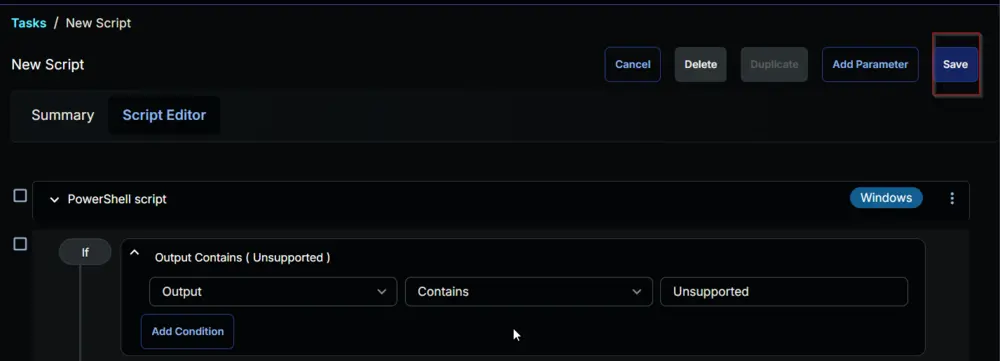 Tasks / New Script
New Script
Cancel
Delete
Duplicate
Add Parameter
Save
Summary
Script Editor
PowerShell script
Windows
If
Output Contains ( Unsupported )
Output
Contains
Unsupported
Add Condition